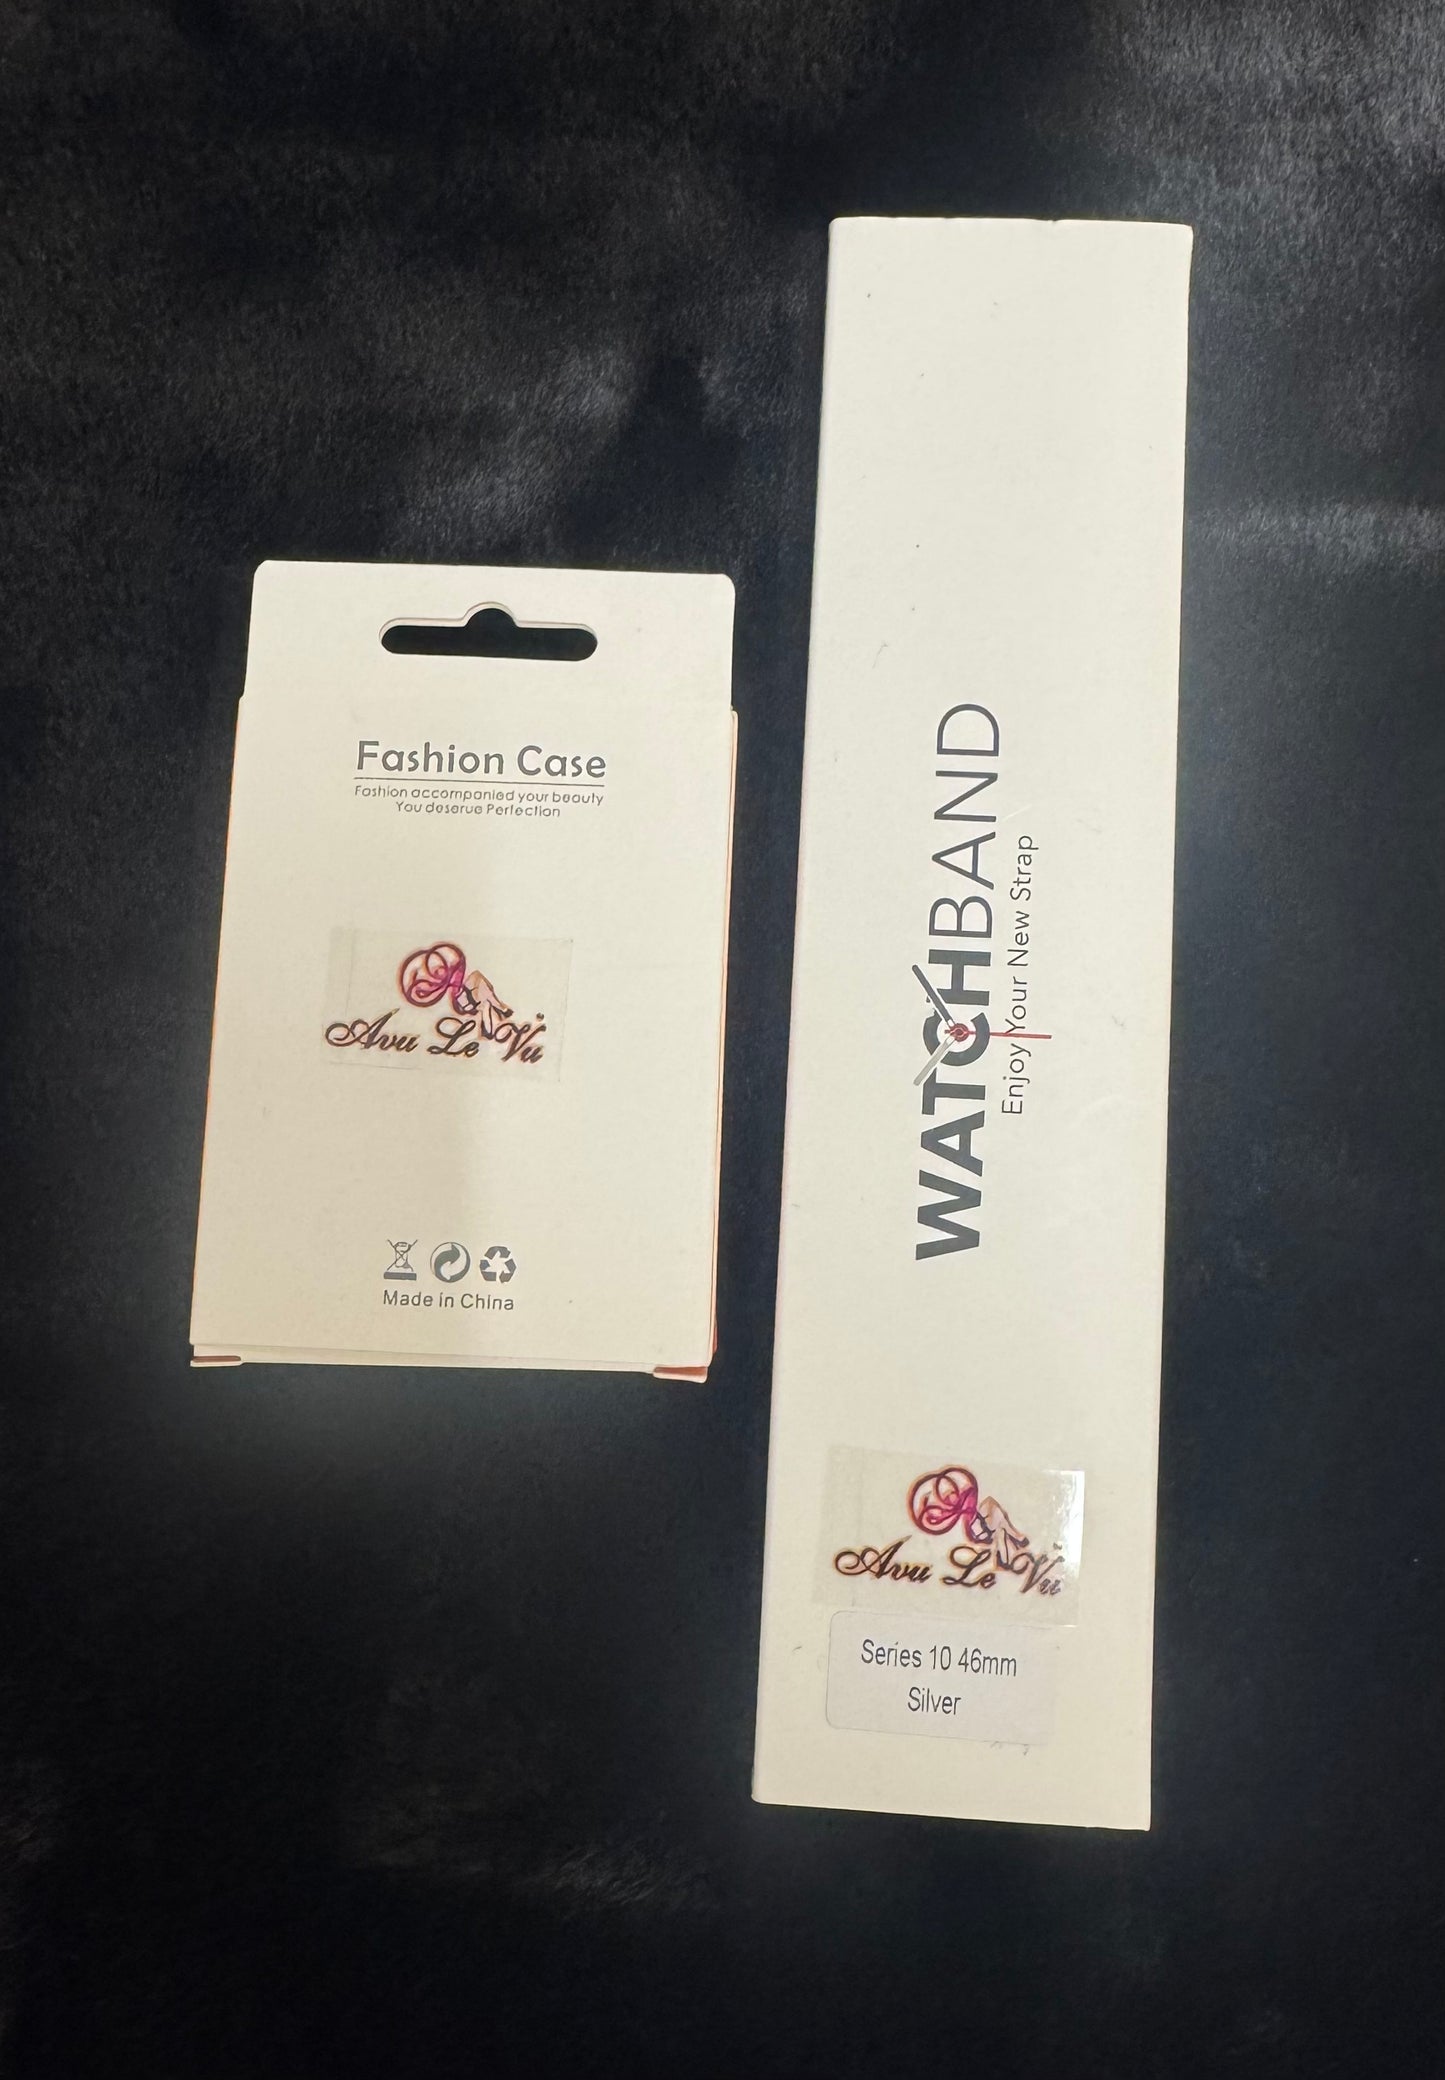 Fashion Case
Fashion accompanied your beauty
You deserve Perfection
A
Avu Le Vu
Made in China
WATCHBAND
Enjoy Your New Strap
A
Avu Le Vu
Series 10 46mm
Silver